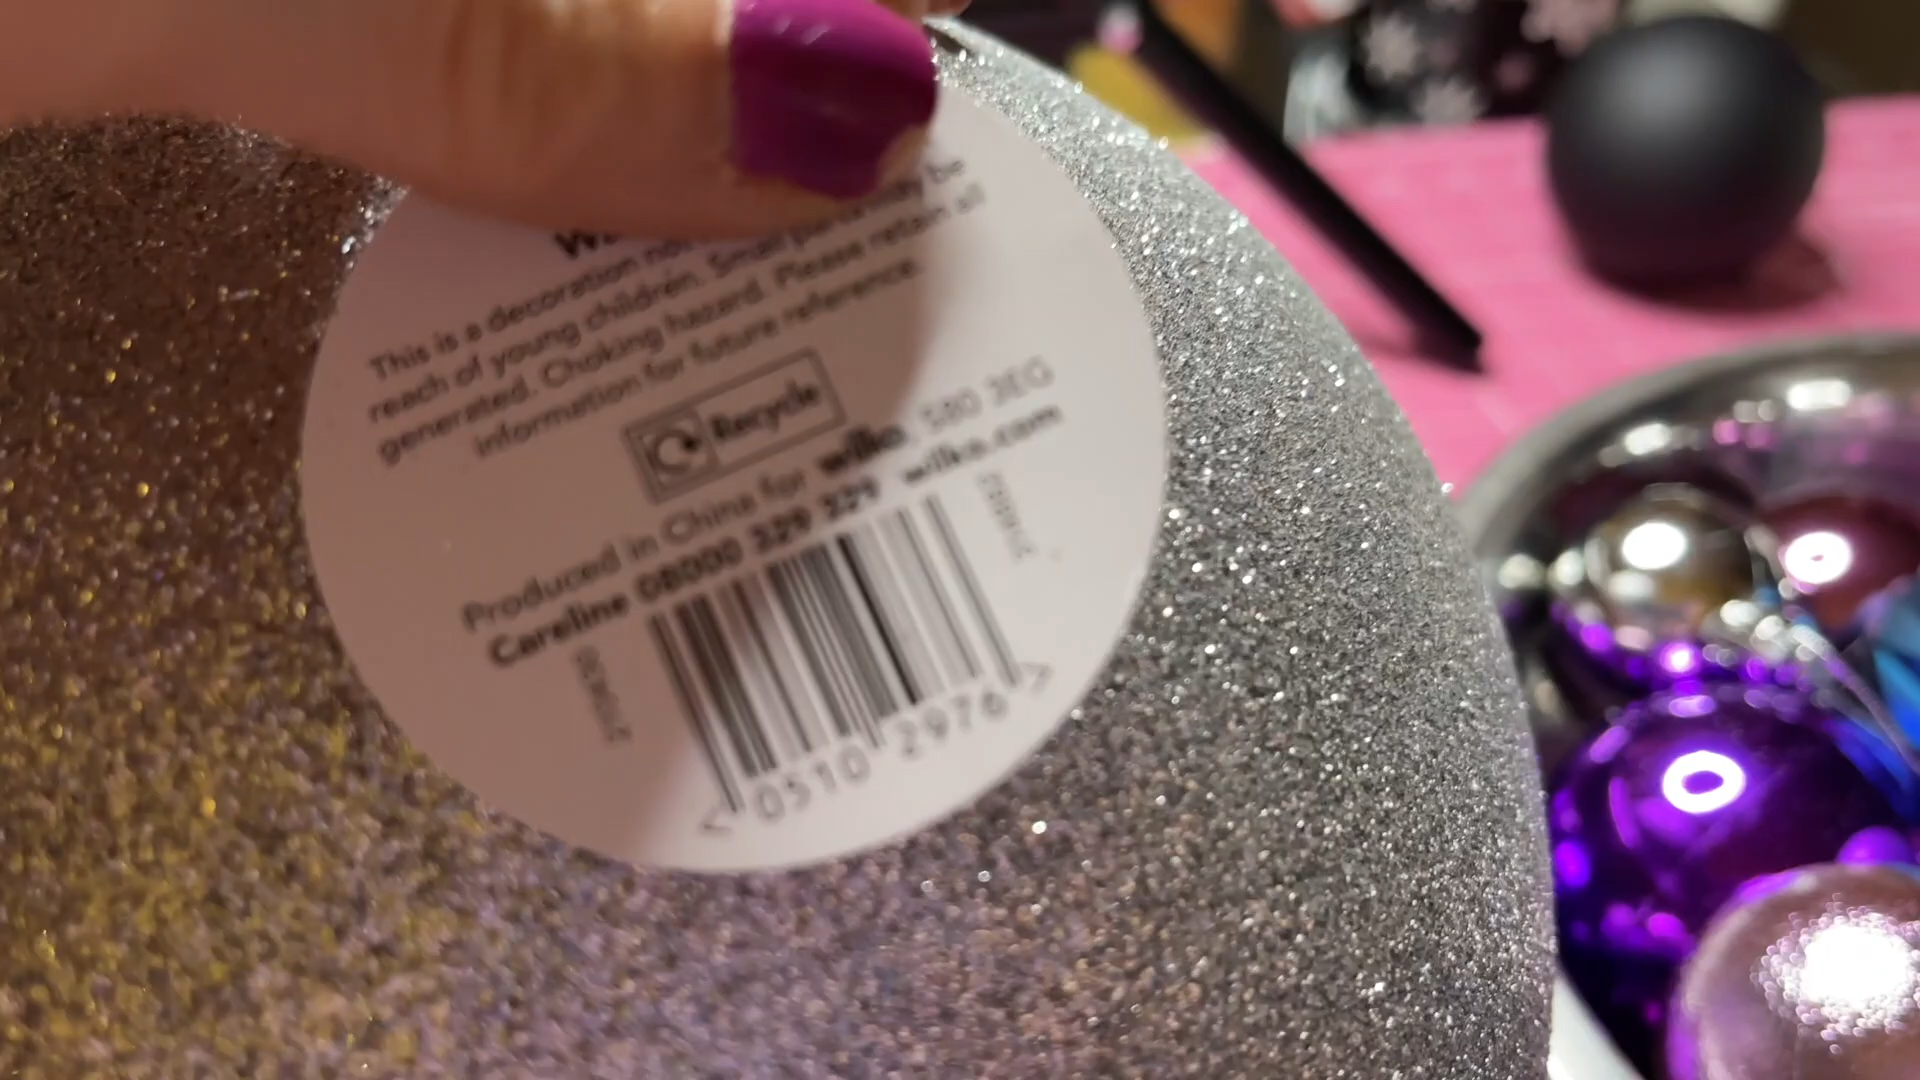 This is a decoration not be
reach of young children. Small may be
generated. Choking hazard. Please retain all
information for future reference.
Recycle
Produced in China for wilko, S80 3EG
Careline 08000 329 329 wilko.com
< 0510 2976 >